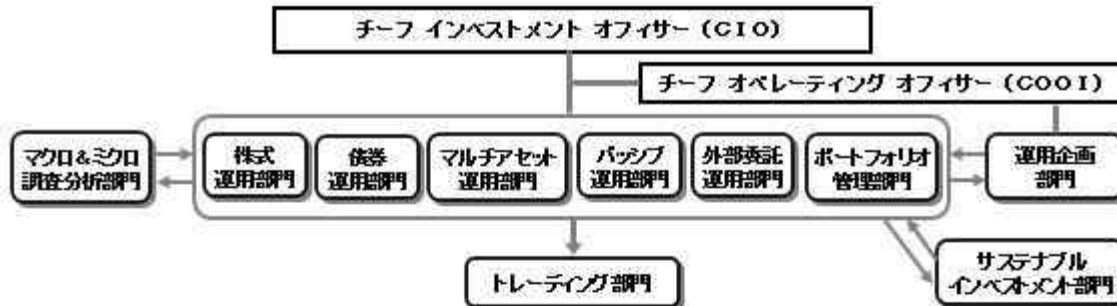 チーフ インベストメント オフィサー (CIO)
チーフ オペレーティング オフィサー (COOI)
マクロ&ミクロ
調査分析部門
株式
運用部門
債券
運用部門
マルチアセット
運用部門
パッシブ
運用部門
外部委託
運用部門
ポートフォリオ
管理部門
運用企画
部門
トレーディング部門
サステナブル
インベストメント部門